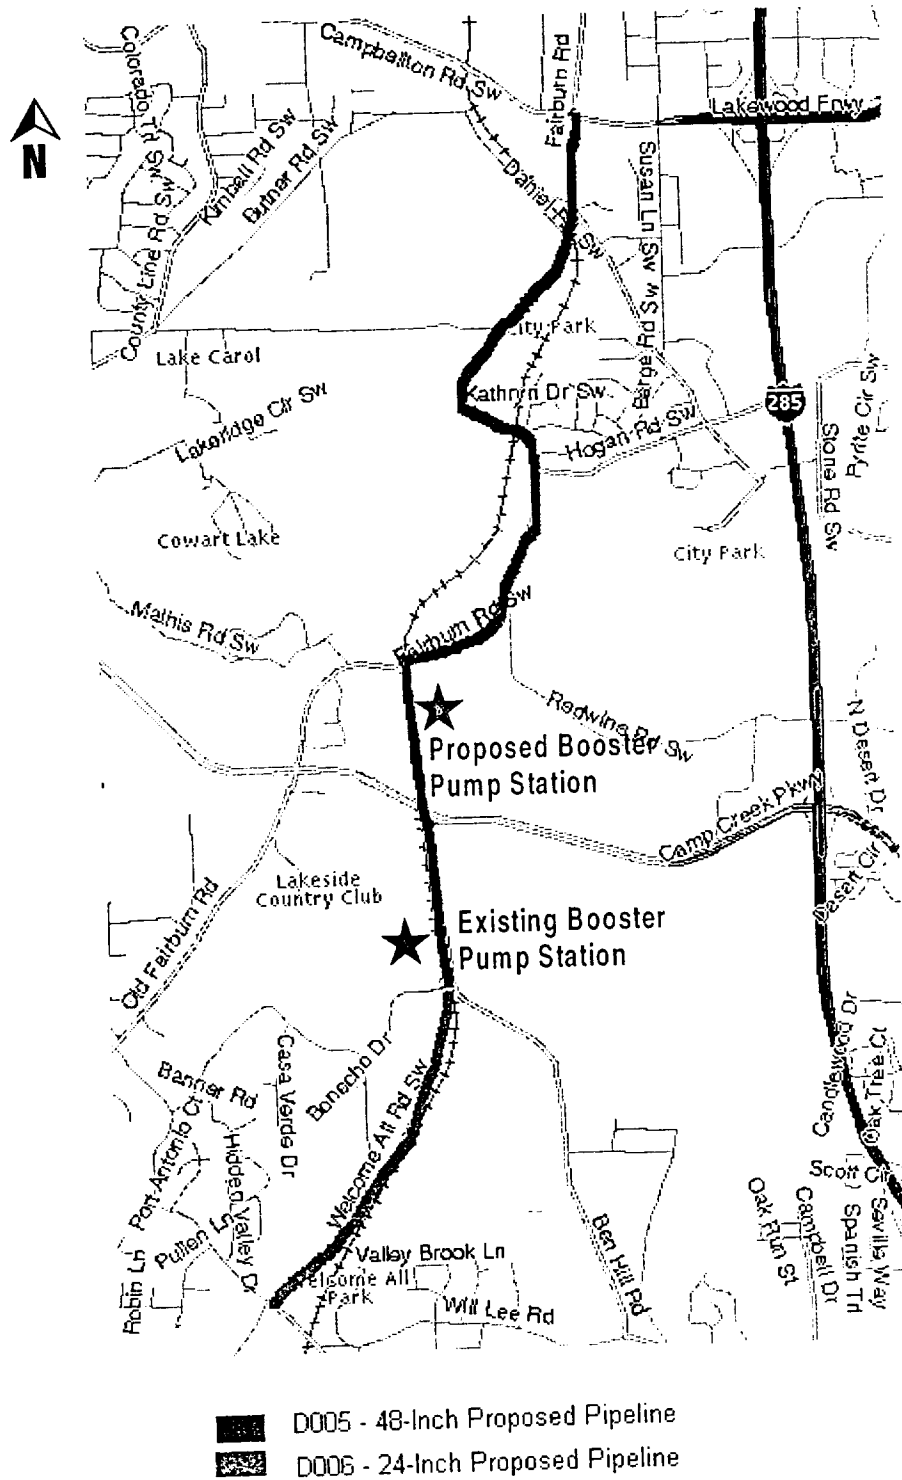 Colorado Trl Sw
Campbellton Rd Sw
Fairburn Rd
Lakewood Frwy
N
Kimball Rd Sw
Butner Rd Sw
Daniel Rd Sw
Susan Ln Sw
County Line Rd Sw
City Park
Lake Carol
Kathryn Dr Sw
Barge Rd Sw
285
Lakeridge Cir Sw
Hogan Rd Sw
Stone Rd Sw
Pyrite Cir Sw
Cowart Lake
City Park
Mathis Rd Sw
Fairburn Rd Sw
Redwine Rd Sw
N Desert Dr
Proposed Booster
Pump Station
Camp Creek Pkwy
Desert Cir
Lakeside
Country Club
Old Fairburn Rd
Existing Booster
Pump Station
Candlewood Dr
Oak Tree Ct
Banner Rd
Casa Verde Dr
Bonecho Dr
Welcome All Rd Sw
Port Antonio Ct
Hidden Valley Dr
Pullen Ln
Robin Ln
Scott Cir
Oak Run St
Campbell Dr
Spanish Trl
Saville Way
Ben Hill Rd
Valley Brook Ln
Welcome All
Park
Will Lee Rd
D005 - 48-Inch Proposed Pipeline
D006 - 24-Inch Proposed Pipeline